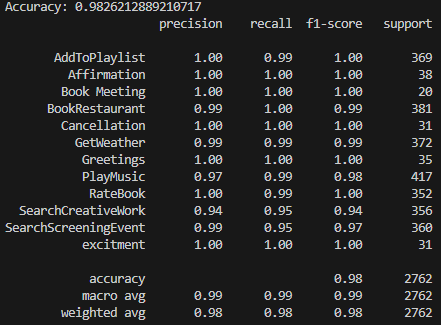 Accuracy: 0.9826212889210717
precision recall f1-score support
AddToPlaylist 1.00 0.99 1.00 369
Affirmation 1.00 1.00 1.00 38
Book Meeting 1.00 1.00 1.00 20
BookRestaurant 0.99 1.00 0.99 381
Cancellation 1.00 1.00 1.00 31
GetWeather 0.99 0.99 0.99 372
Greetings 1.00 1.00 1.00 35
PlayMusic 0.97 0.99 0.98 417
RateBook 1.00 0.99 1.00 352
SearchCreativeWork 0.94 0.95 0.94 356
SearchScreeningEvent 0.99 0.95 0.97 360
excitment 1.00 1.00 1.00 31
accuracy 0.98 2762
macro avg 0.99 0.99 0.99 2762
weighted avg 0.98 0.98 0.98 2762